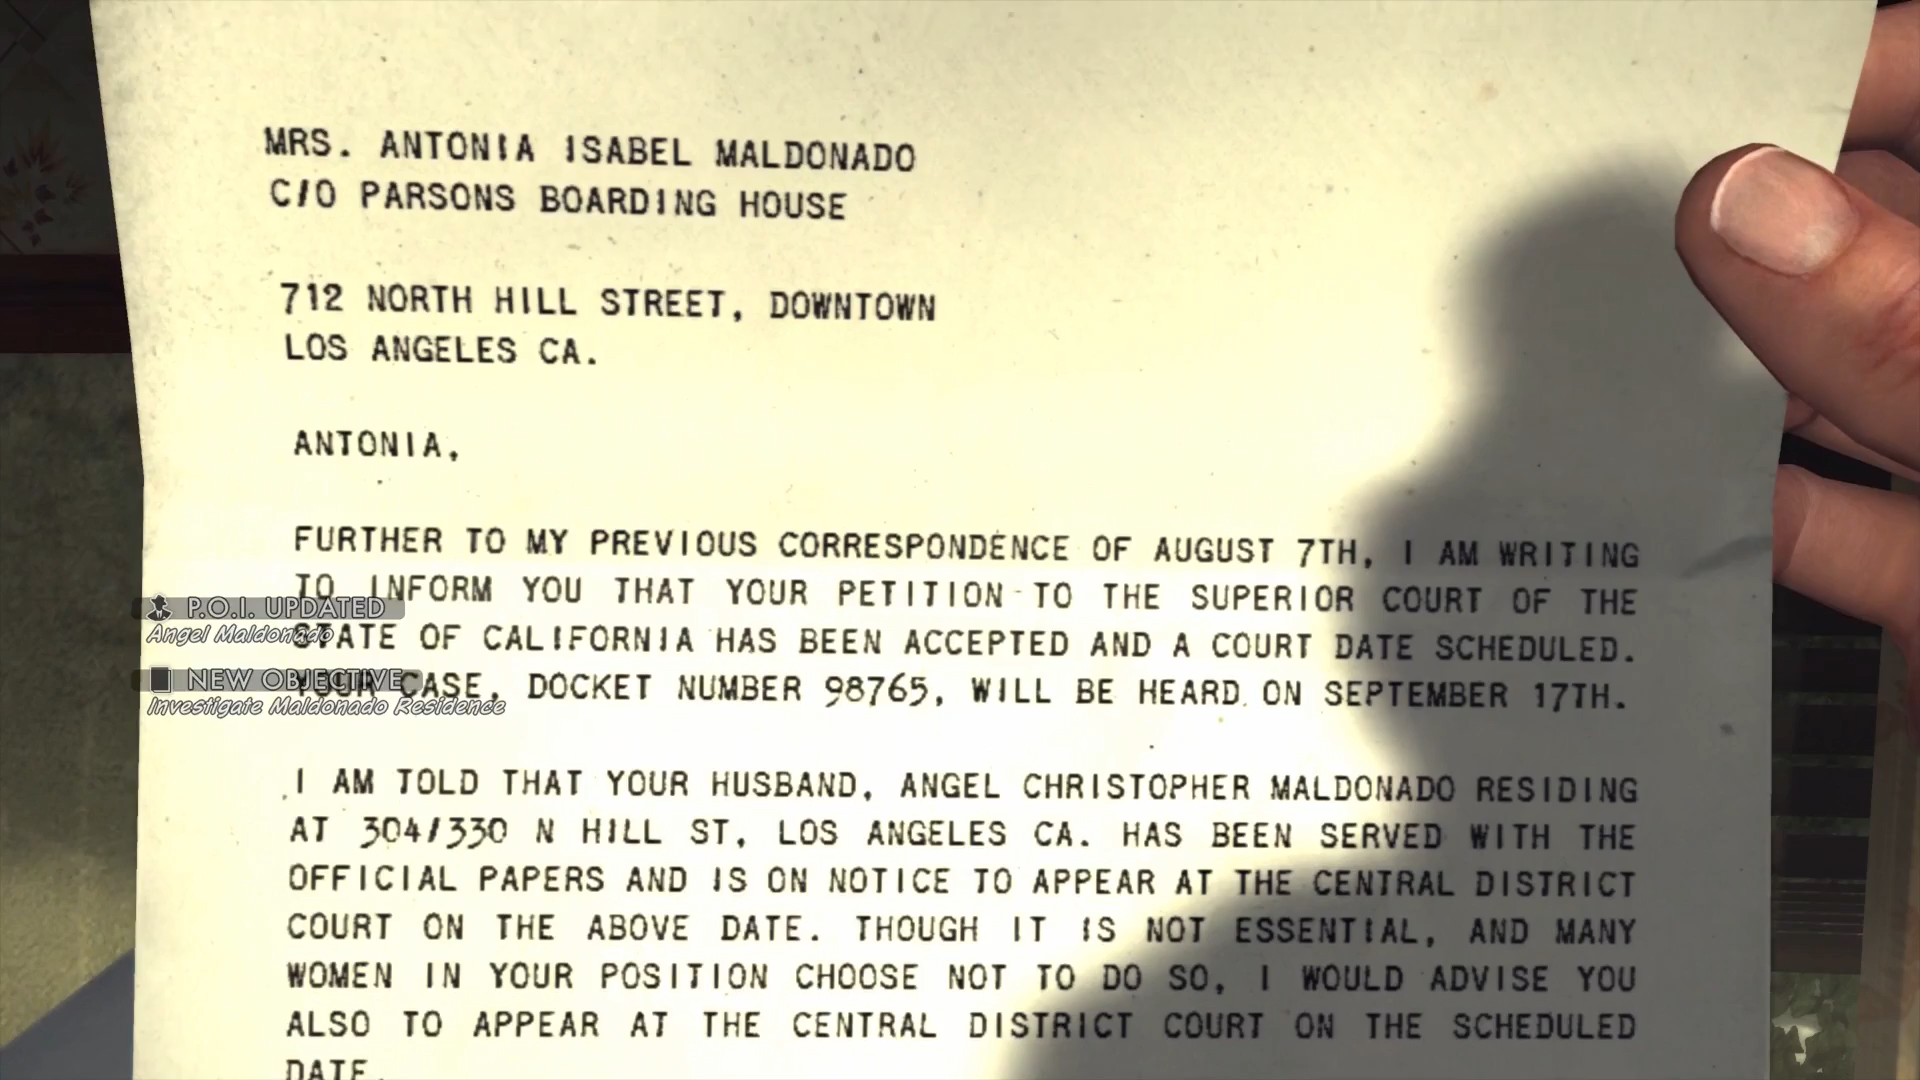 MRS. ANTONIA ISABEL MALDONADO
C/O PARSONS BOARDING HOUSE
712 NORTH HILL STREET, DOWNTOWN
LOS ANGELES CA.
ANTONIA,
FURTHER TO MY PREVIOUS CORRESPONDENCE OF AUGUST 7TH, I AM WRITING
TO INFORM YOU THAT YOUR PETITION TO THE SUPERIOR COURT OF THE
STATE OF CALIFORNIA HAS BEEN ACCEPTED AND A COURT DATE SCHEDULED.
YOUR CASE, DOCKET NUMBER 98765, WILL BE HEARD ON SEPTEMBER 17TH.
I AM TOLD THAT YOUR HUSBAND, ANGEL CHRISTOPHER MALDONADO RESIDING
AT 304/330 N HILL ST, LOS ANGELES CA. HAS BEEN SERVED WITH THE
OFFICIAL PAPERS AND IS ON NOTICE TO APPEAR AT THE CENTRAL DISTRICT
COURT ON THE ABOVE DATE. THOUGH IT IS NOT ESSENTIAL, AND MANY
WOMEN IN YOUR POSITION CHOOSE NOT TO DO SO, I WOULD ADVISE YOU
ALSO TO APPEAR AT THE CENTRAL DISTRICT COURT ON THE SCHEDULED
DATE.
P.O.I. UPDATED
Angel Maldonado
NEW OBJECTIVE
Investigate Maldonado Residence